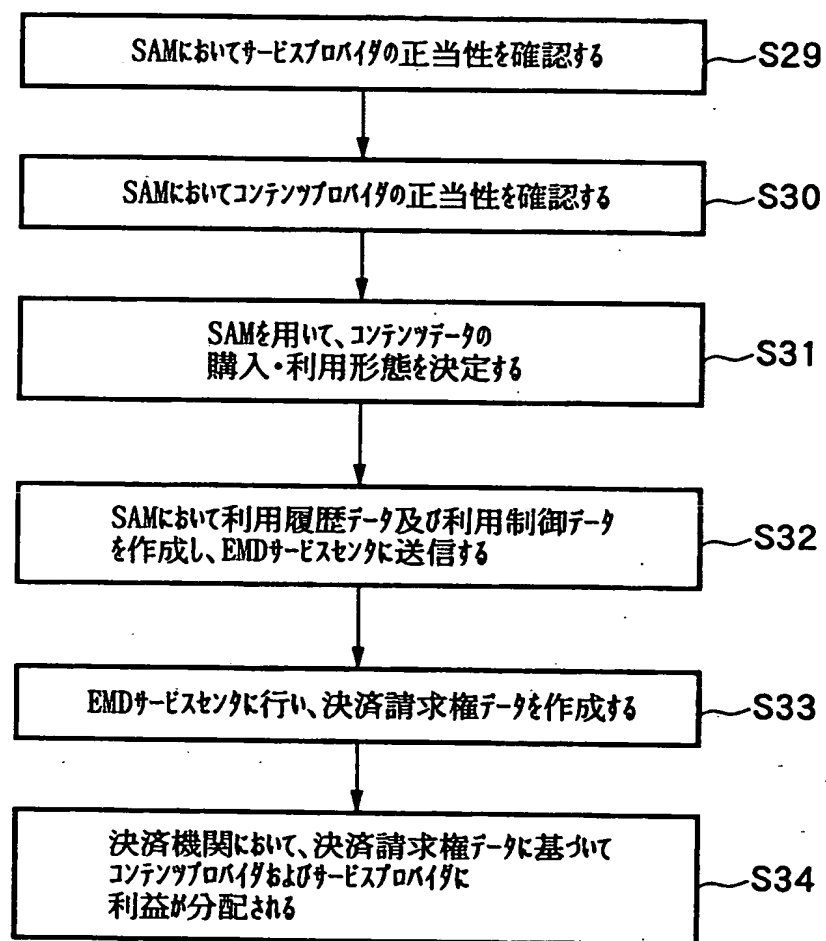 SAMにおいてサービスプロバイダの正当性を確認する
S29
SAMにおいてコンテンツプロバイダの正当性を確認する
S30
SAMを用いて、コンテンツデータの
購入・利用形態を決定する
S31
SAMにおいて利用履歴データ及び利用制御データ
を作成し、EMDサービスセンタに送信する
S32
EMDサービスセンタに行い、決済請求権データを作成する
S33
決済機関において、決済請求権データに基づいて
コンテンツプロバイダおよびサービスプロバイダに
利益が分配される
S34